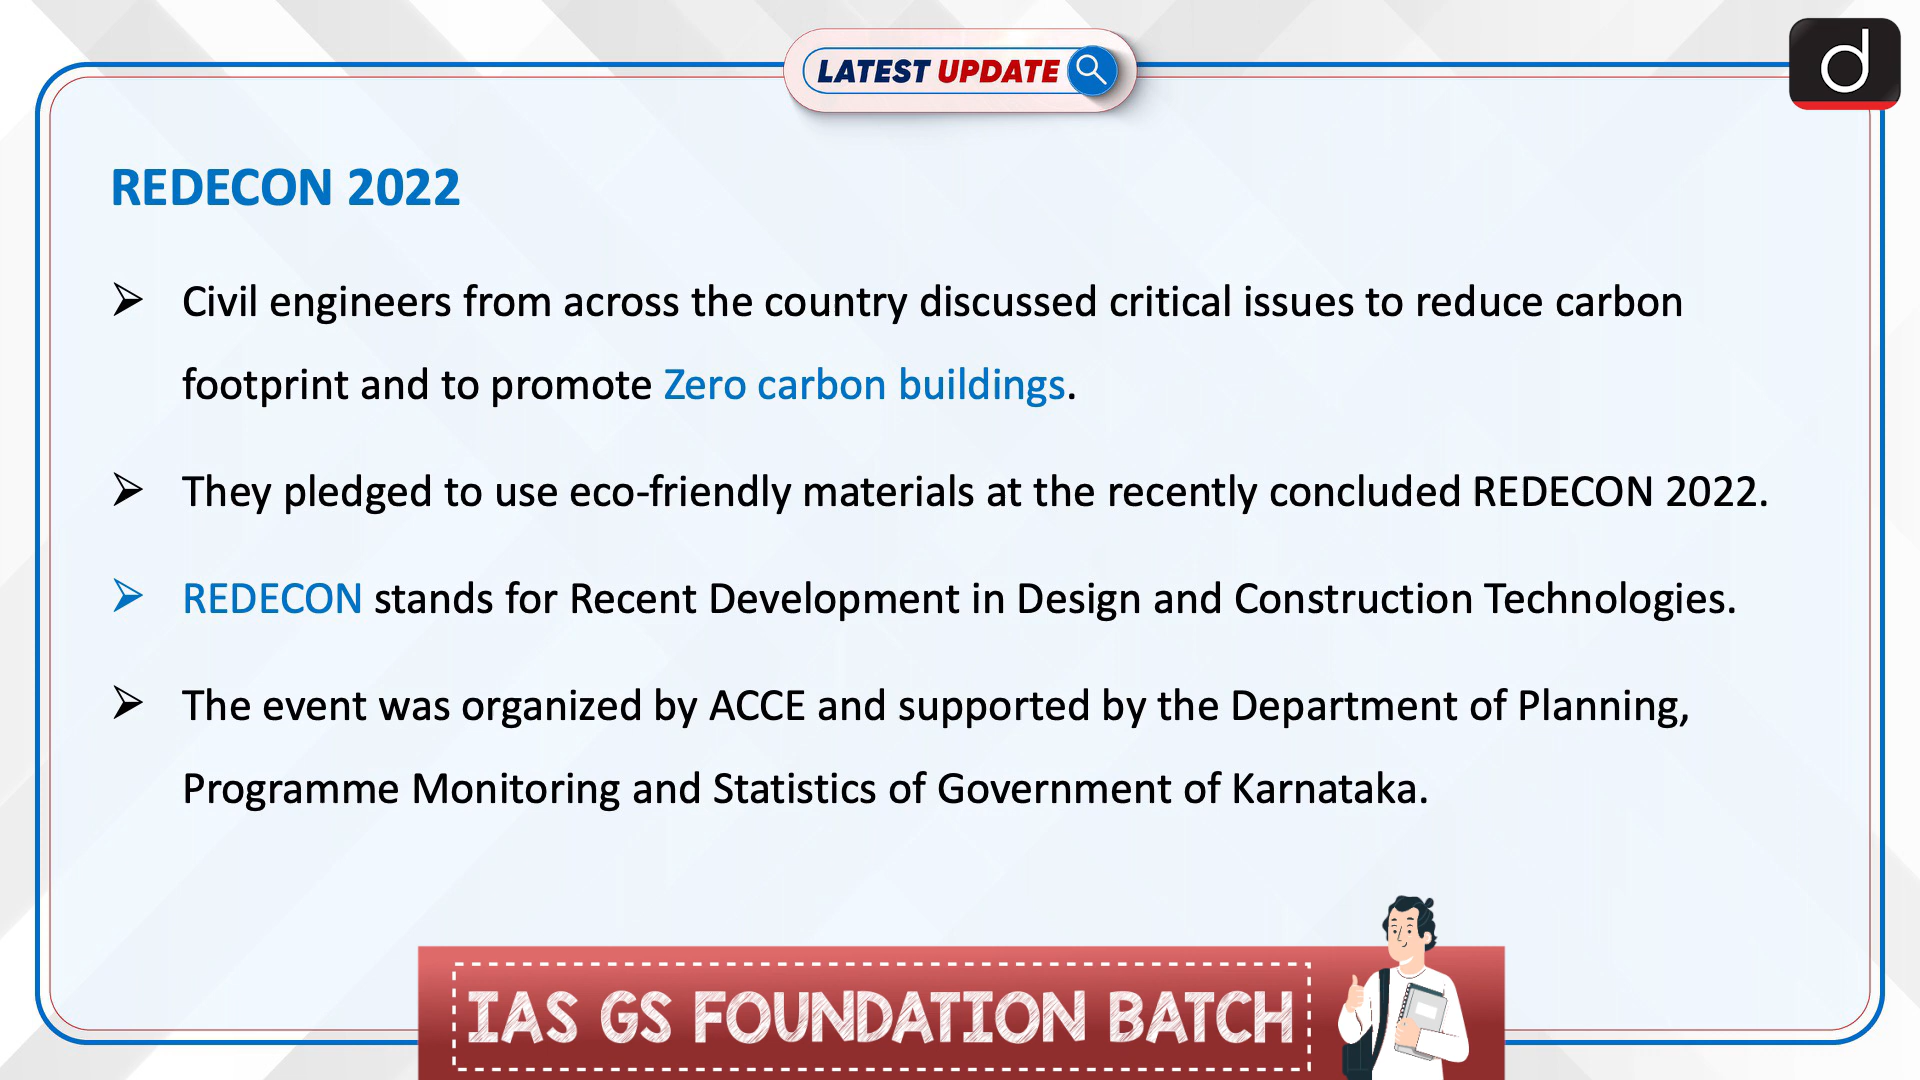 LATEST UPDATE
d
REDECON 2022
➢ Civil engineers from across the country discussed critical issues to reduce carbon
footprint and to promote Zero carbon buildings.
➢ They pledged to use eco-friendly materials at the recently concluded REDECON 2022.
➢ REDECON stands for Recent Development in Design and Construction Technologies.
➢ The event was organized by ACCE and supported by the Department of Planning,
Programme Monitoring and Statistics of Government of Karnataka.
IAS GS FOUNDATION BATCH